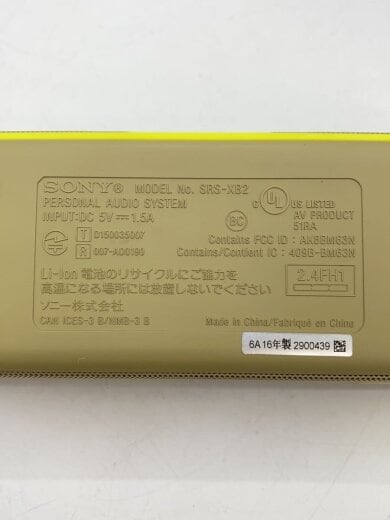 SONY® MODEL No. SRS-XB2
PERSONAL AUDIO SYSTEM
INPUT:DC 5V ⎓ 1.5A
T D150035007
R 007-AD0190
c UL US LISTED
AV PRODUCT
51RA
BC
Contains FCC ID : AK8BM63N
Contains/Contient IC : 409B-BM63N
Li-Ion 電池のリサイクルにご協力を
高温になる場所には放置しないでください
ソニー株式会社
2.4FH1
CAN ICES-3 B/NMB-3 B
Made in China/Fabriqué en Chine
6A 16年製 2900439